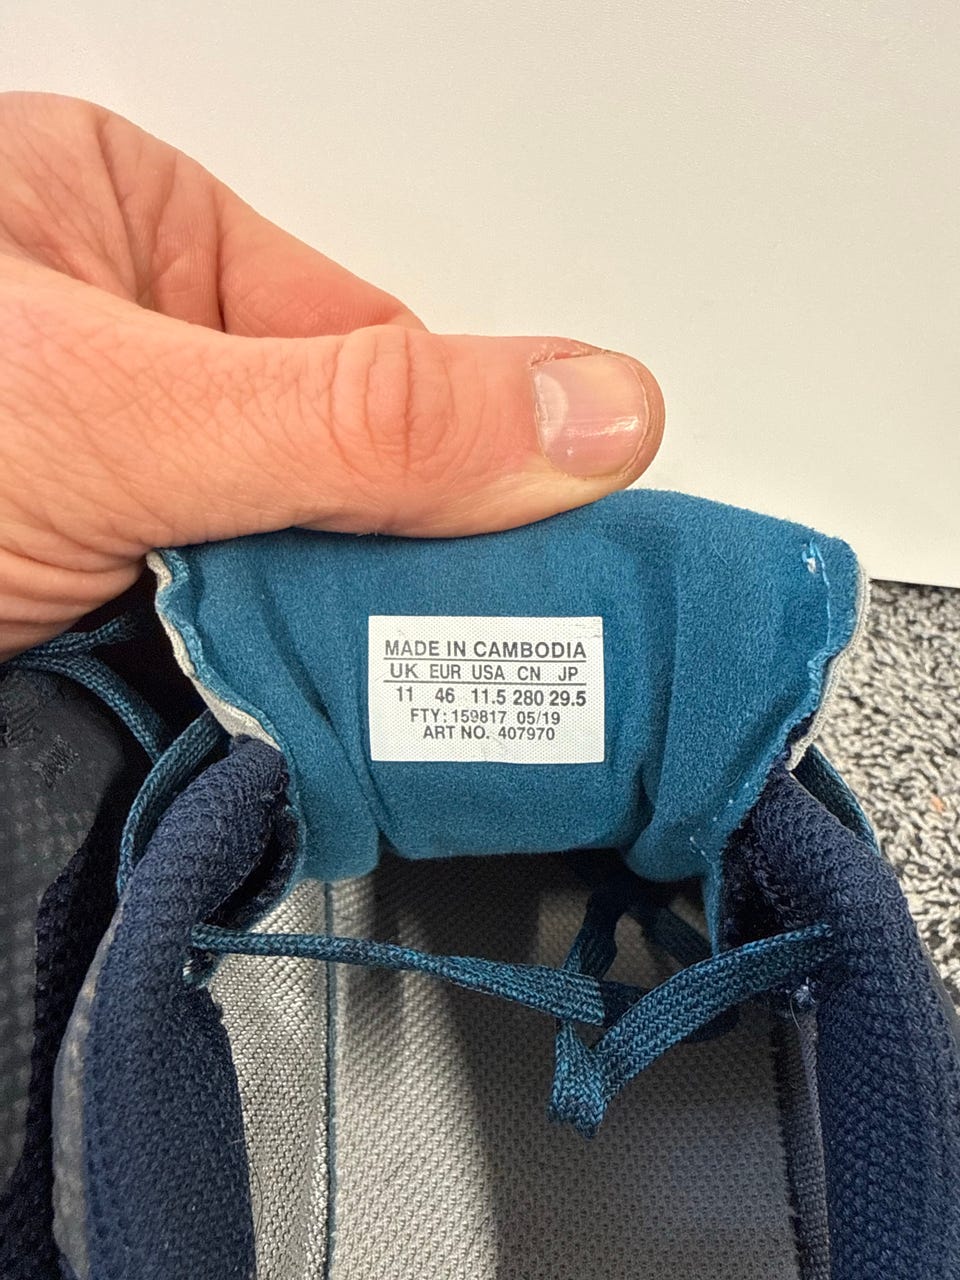 MADE IN CAMBODIA
UK EUR USA CN JP
11 46 11.5 280 29.5
FTY: 159817 05/19
ART NO. 407970